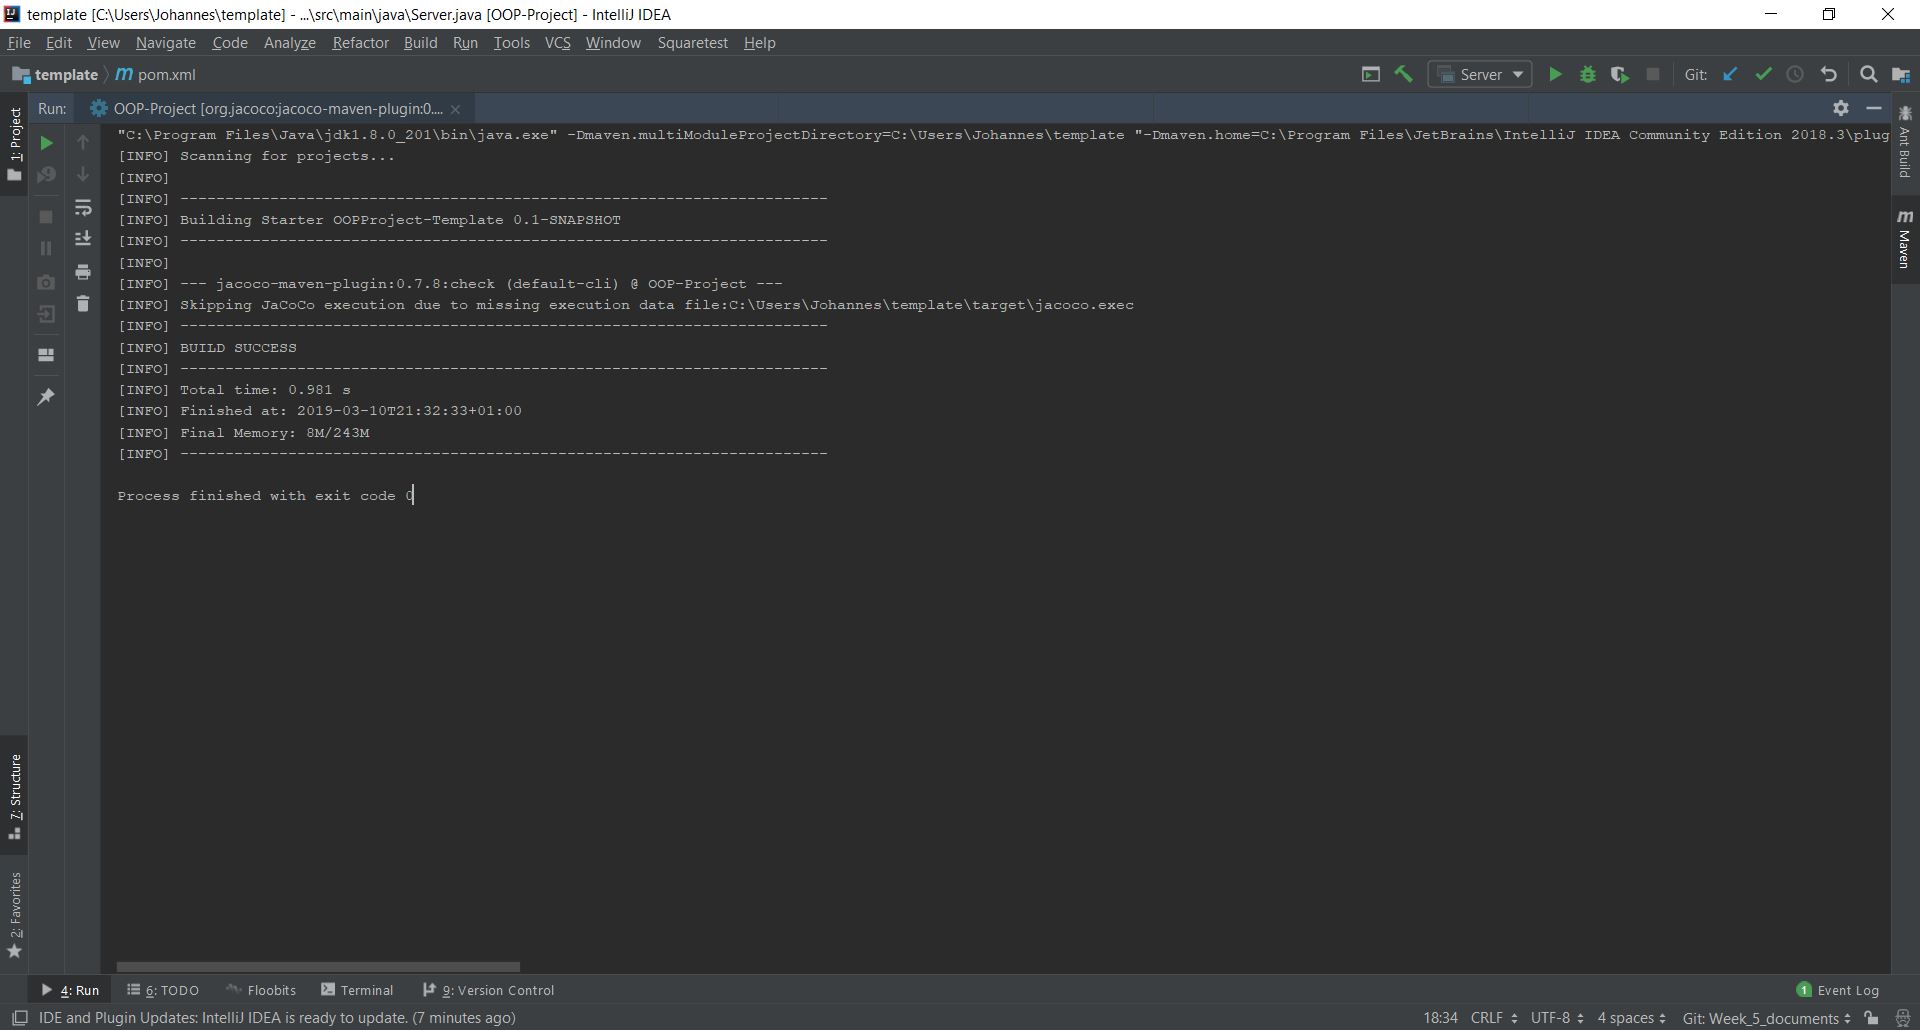 template [C:\Users\Johannes\template] - ...\src\main\java\Server.java [OOP-Project] - IntelliJ IDEA
File Edit View Navigate Code Analyze Refactor Build Run Tools VCS Window Squaretest Help
template m pom.xml Server Git:
Run: OOP-Project [org.jacoco:jacoco-maven-plugin:0....
1: Project
7: Structure
2: Favorites
Ant Build
m Maven
"C:\Program Files\Java\jdk1.8.0_201\bin\java.exe" -Dmaven.multiModuleProjectDirectory=C:\Users\Johannes\template "-Dmaven.home=C:\Program Files\JetBrains\IntelliJ IDEA Community Edition 2018.3\plug
[INFO] Scanning for projects...
[INFO]
[INFO] ------------------------------------------------------------------------
[INFO] Building Starter OOPProject-Template 0.1-SNAPSHOT
[INFO] ------------------------------------------------------------------------
[INFO]
[INFO] --- jacoco-maven-plugin:0.7.8:check (default-cli) @ OOP-Project ---
[INFO] Skipping JaCoCo execution due to missing execution data file:C:\Users\Johannes\template\target\jacoco.exec
[INFO] ------------------------------------------------------------------------
[INFO] BUILD SUCCESS
[INFO] ------------------------------------------------------------------------
[INFO] Total time: 0.981 s
[INFO] Finished at: 2019-03-10T21:32:33+01:00
[INFO] Final Memory: 8M/243M
[INFO] ------------------------------------------------------------------------
Process finished with exit code 0
4: Run 6: TODO Floobits Terminal 9: Version Control 1 Event Log
IDE and Plugin Updates: IntelliJ IDEA is ready to update. (7 minutes ago) 18:34 CRLF UTF-8 4 spaces Git: Week_5_documents